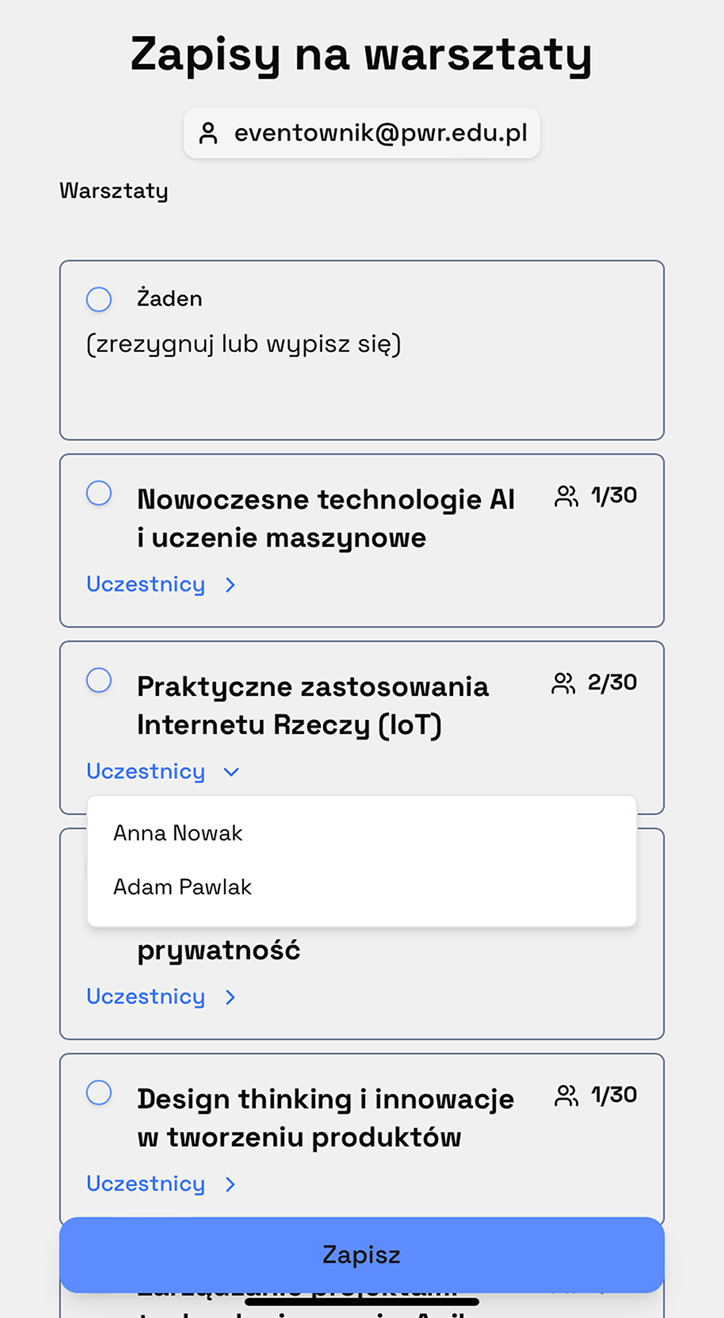 Zapisy na warsztaty
eventownik@pwr.edu.pl
Warsztaty
Żaden
(zrezygnuj lub wypisz się)
Nowoczesne technologie AI
1/30
i uczenie maszynowe
Uczestnicy
Praktyczne zastosowania
2/30
Internetu Rzeczy (IoT)
Uczestnicy
Anna Nowak
Adam Pawlak
prywatność
Uczestnicy
Design thinking i innowacje
1/30
w tworzeniu produktów
Uczestnicy
Zapisz